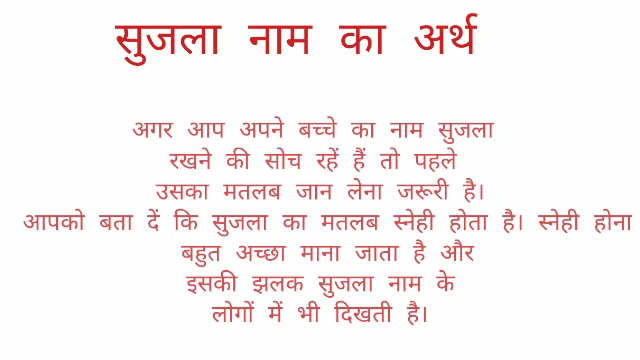 सुजला नाम का अर्थ
अगर आप अपने बच्चे का नाम सुजला
रखने की सोच रहें हैं तो पहले
उसका मतलब जान लेना जरूरी है।
आपको बता दें कि सुजला का मतलब स्नेही होता है। स्नेही होना
बहुत अच्छा माना जाता है और
इसकी झलक सुजला नाम के
लोगों में भी दिखती है।